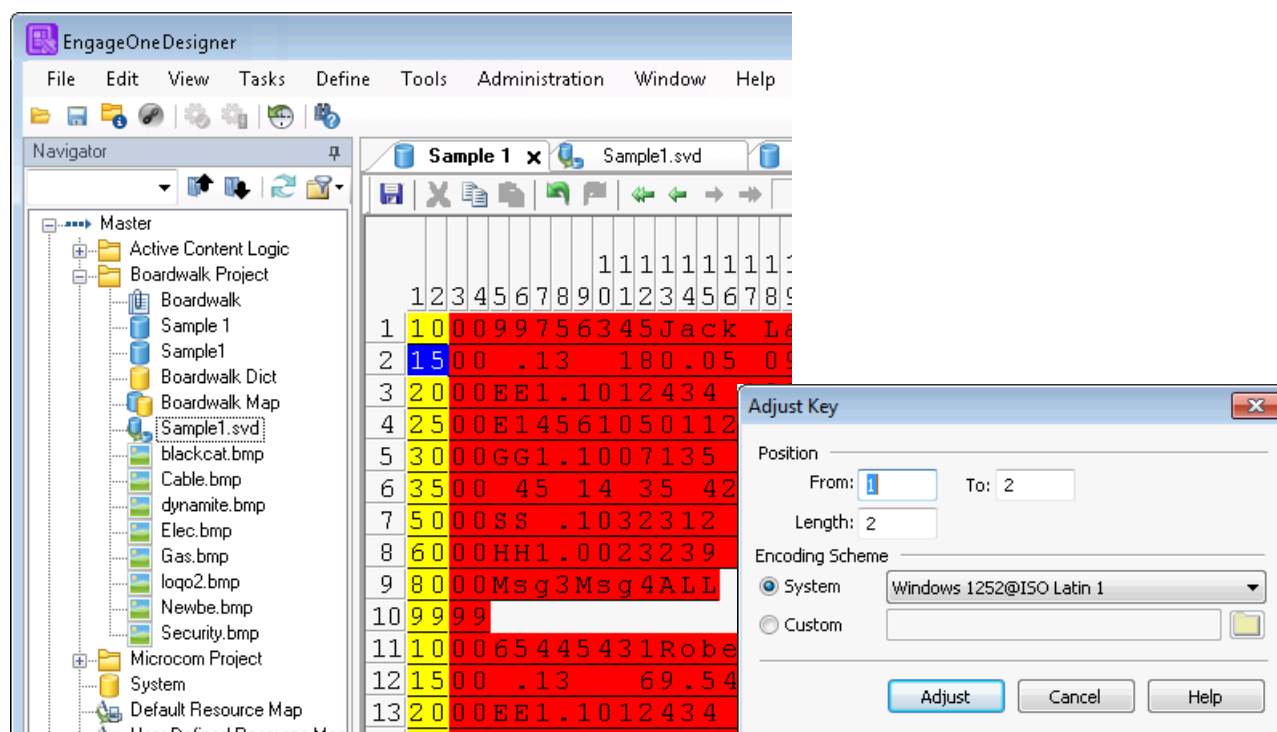 EngageOneDesigner
File Edit View Tasks Define Tools Administration Window Help
Navigator
Sample 1
Sample1.svd
Master
Active Content Logic
Boardwalk Project
Boardwalk
Sample 1
Sample1
Boardwalk Dict
Boardwalk Map
Sample1.svd
blackcat.bmp
Cable.bmp
dynamite.bmp
Elec.bmp
Gas.bmp
logo2.bmp
Newbe.bmp
Security.bmp
Microcom Project
System
Default Resource Map
1 1 1 1 1 1 1 1 1
1 2 3 4 5 6 7 8 9 0 1 2 3 4 5 6 7 8 9
1 100099756345Jack L
2 1500 .13   180.05 0
3 2000EE1.1012434
4 2500E14561050112
5 3000GG1.1007135
6 3500 45 14 35 42
7 5000SS .1032312
8 6000HH1.0023239
9 8000Msg3Msg4ALL
10 9999
11 100065445431Robe
12 1500 .13    69.54
13 2000EE1.1012434
Adjust Key
Position
From: 1 To: 2
Length: 2
Encoding Scheme
System Windows 1252@ISO Latin 1
Custom
Adjust Cancel Help